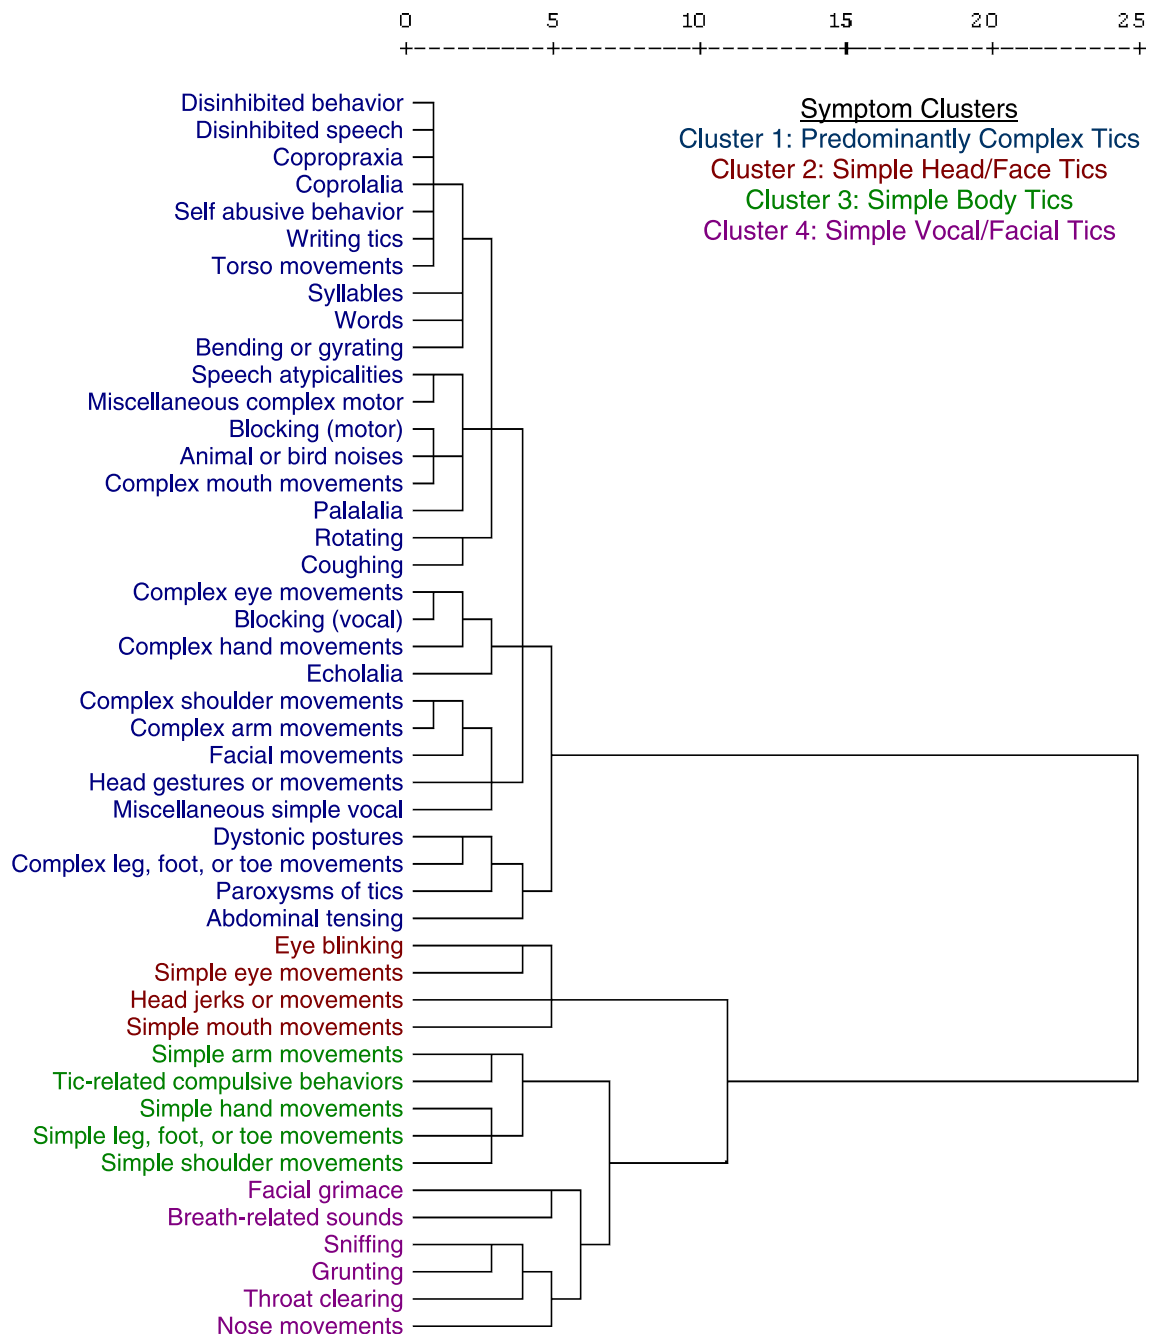 0 5 10 15 20 25
Symptom Clusters
Cluster 1: Predominantly Complex Tics
Cluster 2: Simple Head/Face Tics
Cluster 3: Simple Body Tics
Cluster 4: Simple Vocal/Facial Tics
Disinhibited behavior
Disinhibited speech
Copropraxia
Coprolalia
Self abusive behavior
Writing tics
Torso movements
Syllables
Words
Bending or gyrating
Speech atypicalities
Miscellaneous complex motor
Blocking (motor)
Animal or bird noises
Complex mouth movements
Palalalia
Rotating
Coughing
Complex eye movements
Blocking (vocal)
Complex hand movements
Echolalia
Complex shoulder movements
Complex arm movements
Facial movements
Head gestures or movements
Miscellaneous simple vocal
Dystonic postures
Complex leg, foot, or toe movements
Paroxysms of tics
Abdominal tensing
Eye blinking
Simple eye movements
Head jerks or movements
Simple mouth movements
Simple arm movements
Tic-related compulsive behaviors
Simple hand movements
Simple leg, foot, or toe movements
Simple shoulder movements
Facial grimace
Breath-related sounds
Sniffing
Grunting
Throat clearing
Nose movements